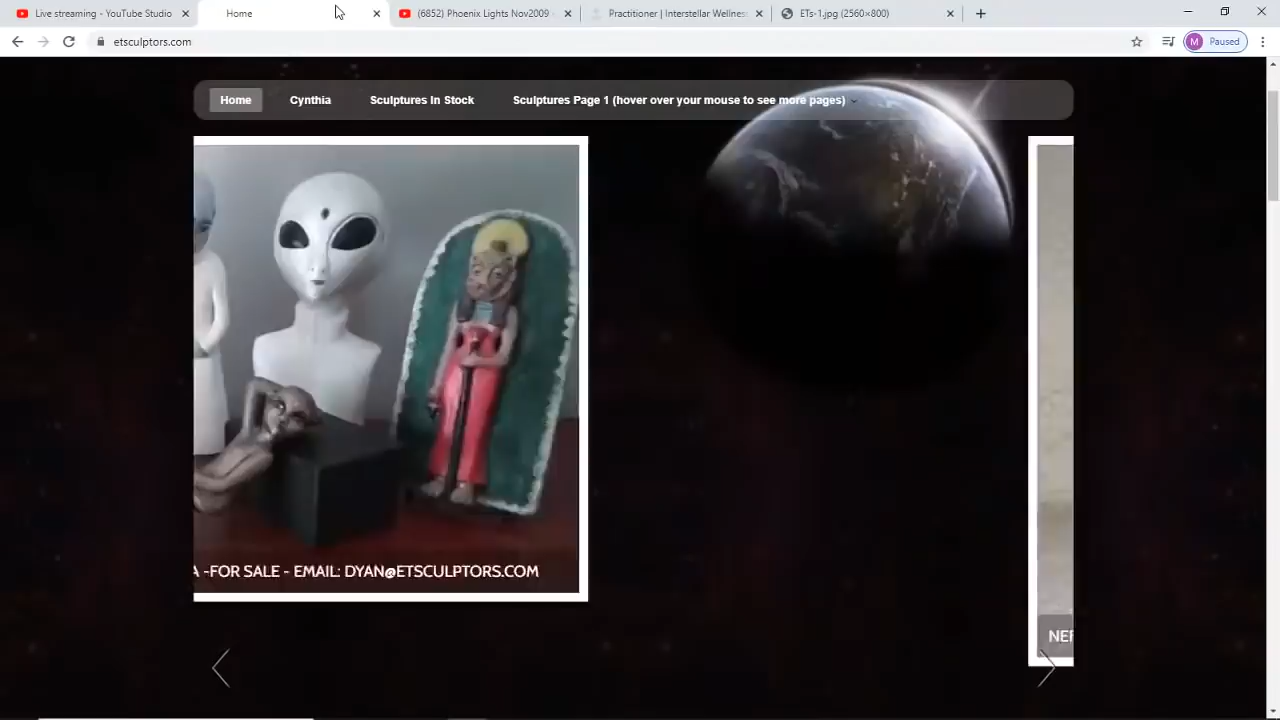 Live streaming - YouTube Studio
Home
(6852) Phoenix Lights Nov2009 -
Practitioner | Interstellar Wellnes
ETs-1.jpg (2560×800)
etsculptors.com
M
Paused
Home
Cynthia
Sculptures In Stock
Sculptures Page 1 (hover over your mouse to see more pages)
A -FOR SALE - EMAIL: DYAN@ETSCULPTORS.COM
NEF